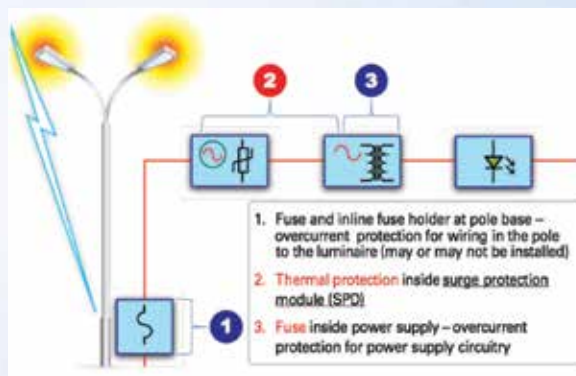 2
3
1
1. Fuse and inline fuse holder at pole base –
overcurrent protection for wiring in the pole
to the luminaire (may or may not be installed)
2. Thermal protection inside surge protection
module (SPD)
3. Fuse inside power supply – overcurrent
protection for power supply circuitry